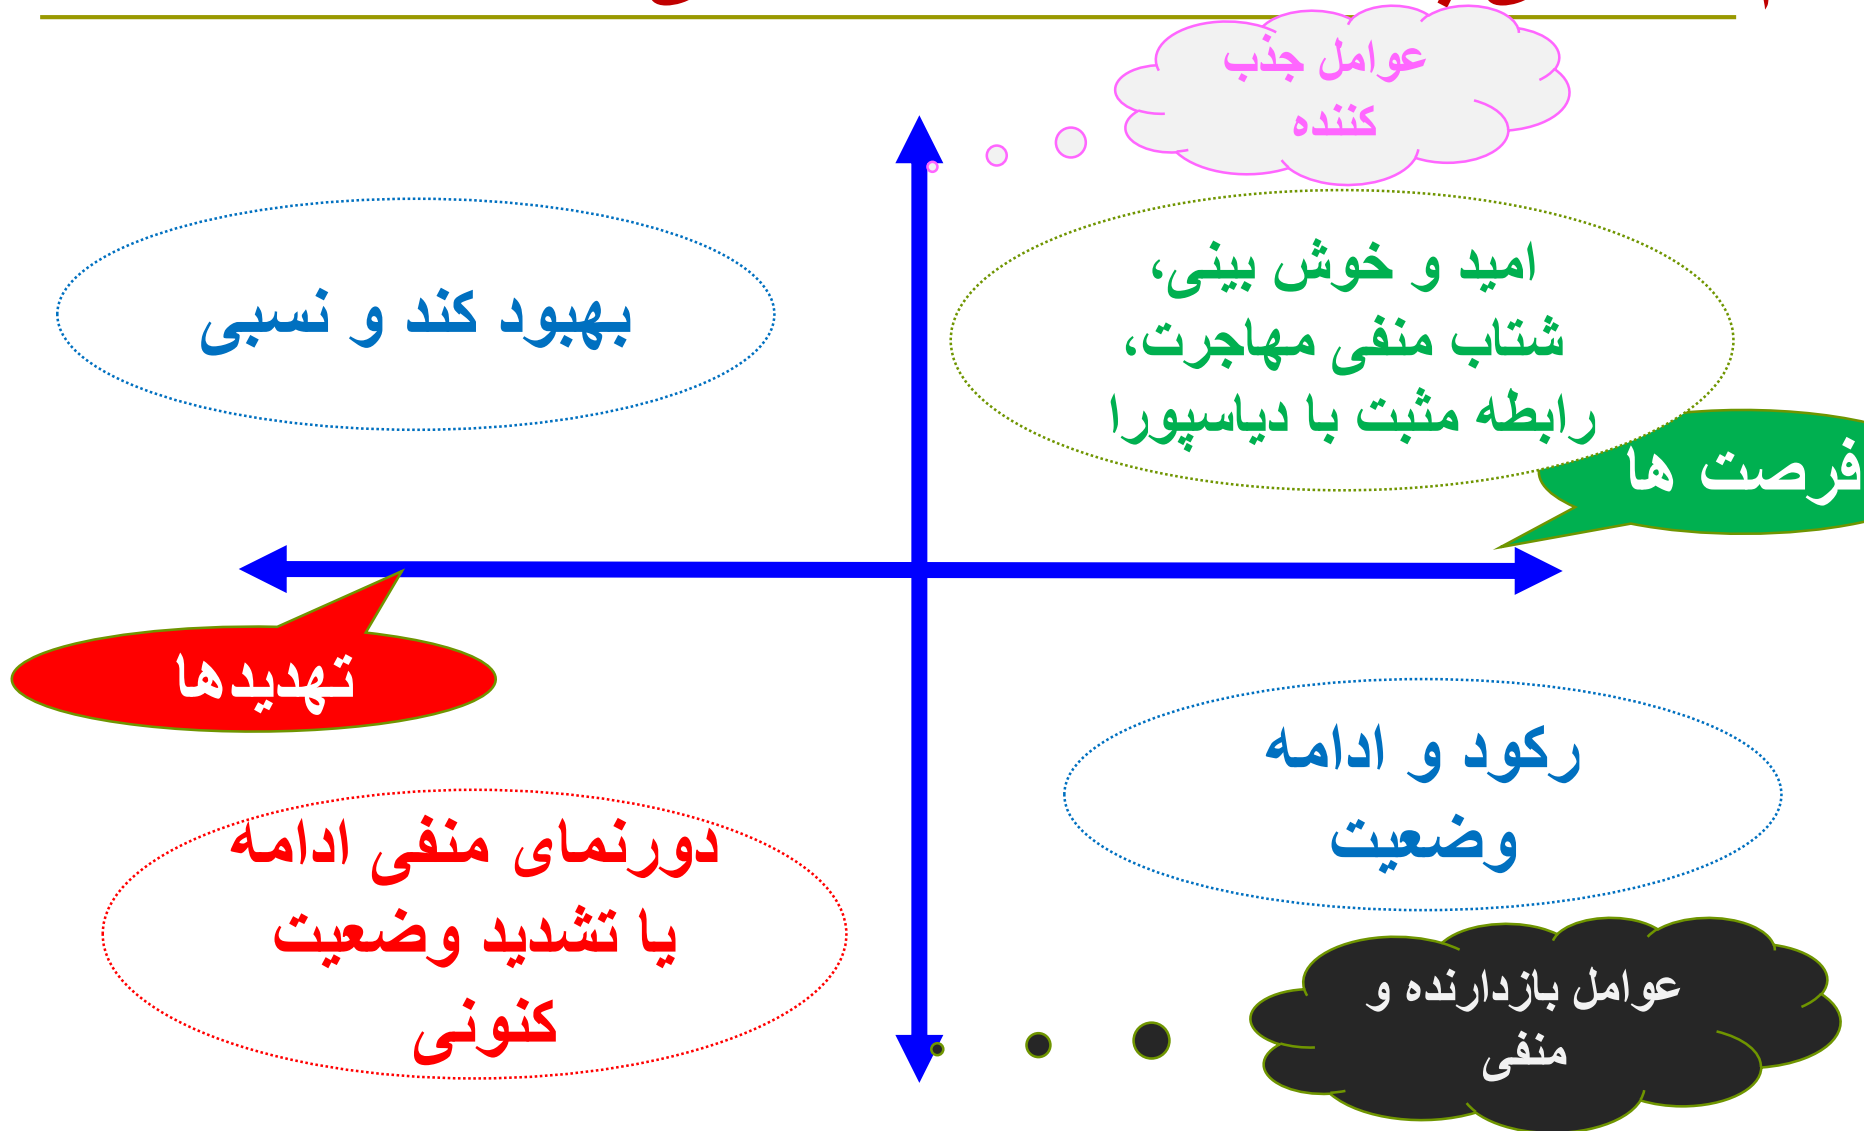 عوامل جذب
کننده
امید و خوش بینی،
شتاب منفی مهاجرت،
رابطه مثبت با دیاسپورا
بهبود کند و نسبی
فرصت ها
تهدیدها
رکود و ادامه
وضعیت
دورنمای منفی ادامه
یا تشدید وضعیت
کنونی
عوامل بازدارنده و
منفی